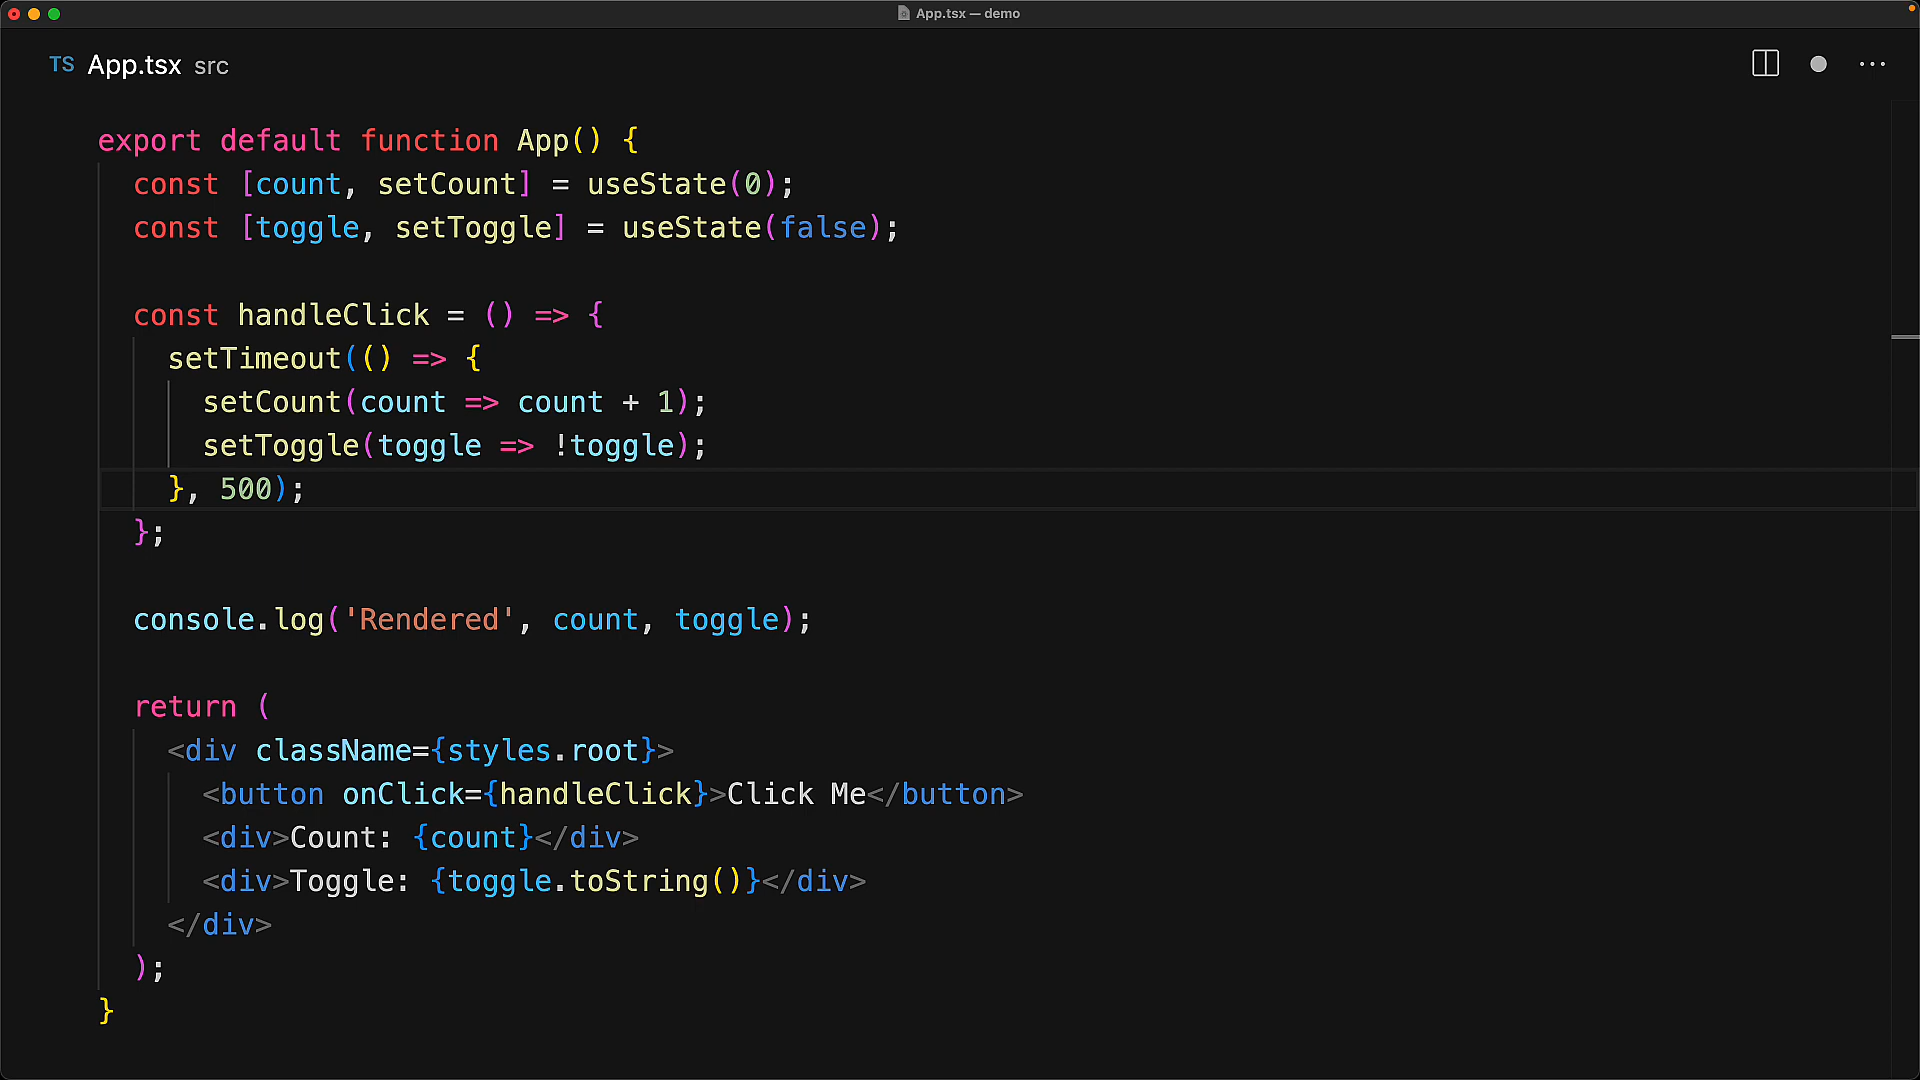 App.tsx — demo
TS App.tsx src
export default function App() {
  const [count, setCount] = useState(0);
  const [toggle, setToggle] = useState(false);

  const handleClick = () => {
    setTimeout(() => {
      setCount(count => count + 1);
      setToggle(toggle => !toggle);
    }, 500);
  };

  console.log('Rendered', count, toggle);

  return (
    <div className={styles.root}>
      <button onClick={handleClick}>Click Me</button>
      <div>Count: {count}</div>
      <div>Toggle: {toggle.toString()}</div>
    </div>
  );
}